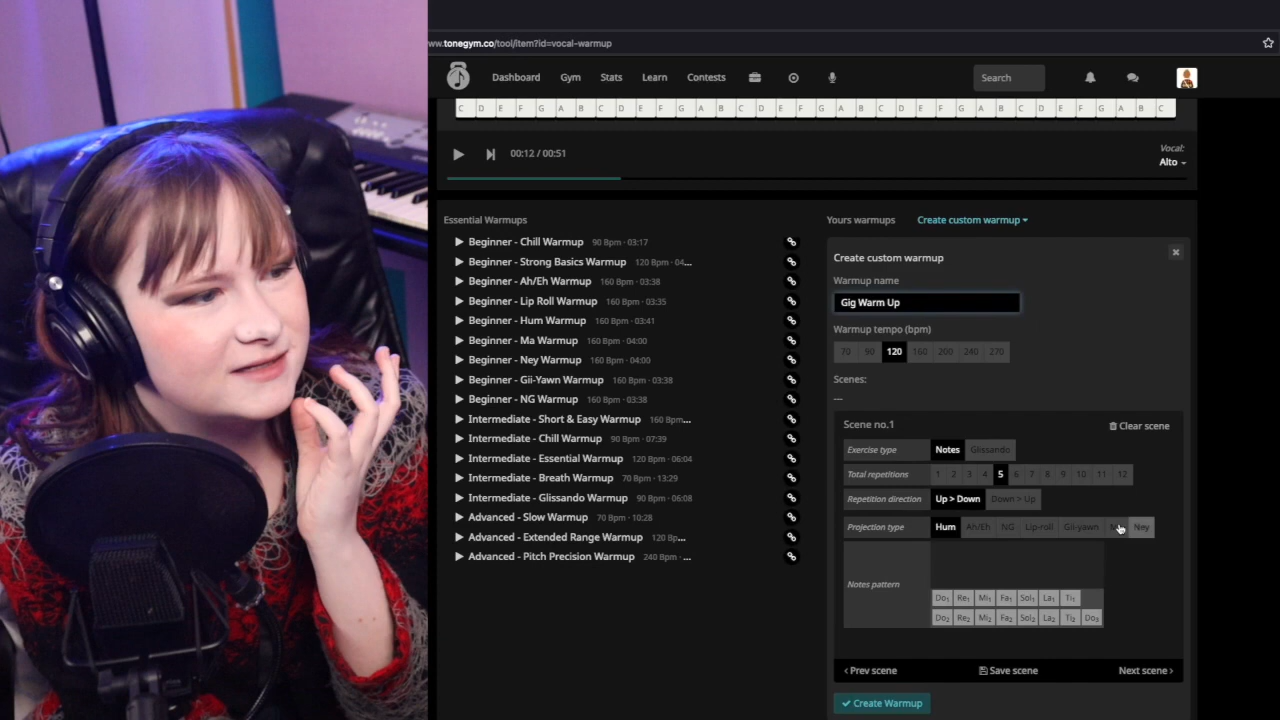 ww.tonegym.co/tool/item?id=vocal-warmup
Dashboard Gym Stats Learn Contests Search
C D E F G A B C D E F G A B C D E F G A B C D E F G A B C D E F G A B C
00:12 / 00:51
Vocal:
Alto
Essential Warmups
Beginner - Chill Warmup 90 Bpm · 03:17
Beginner - Strong Basics Warmup 120 Bpm · 04...
Beginner - Ah/Eh Warmup 160 Bpm · 03:38
Beginner - Lip Roll Warmup 160 Bpm · 03:35
Beginner - Hum Warmup 160 Bpm · 03:41
Beginner - Ma Warmup 160 Bpm · 04:00
Beginner - Ney Warmup 160 Bpm · 04:00
Beginner - Gii-Yawn Warmup 160 Bpm · 03:38
Beginner - NG Warmup 160 Bpm · 03:38
Intermediate - Short & Easy Warmup 160 Bpm...
Intermediate - Chill Warmup 90 Bpm · 07:39
Intermediate - Essential Warmup 120 Bpm · 06:04
Intermediate - Breath Warmup 70 Bpm · 13:29
Intermediate - Glissando Warmup 90 Bpm · 06:08
Advanced - Slow Warmup 70 Bpm · 10:28
Advanced - Extended Range Warmup 120 Bp...
Advanced - Pitch Precision Warmup 240 Bpm · ...
Yours warmups Create custom warmup
Create custom warmup
Warmup name
Gig Warm Up
Warmup tempo (bpm)
70 90 120 160 200 240 270
Scenes:
---
Scene no.1 Clear scene
Exercise type Notes Glissando
Total repetitions 1 2 3 4 5 6 7 8 9 10 11 12
Repetition direction Up > Down Down > Up
Projection type Hum Ah/Eh NG Lip-roll Gii-yawn Ney
Notes pattern
Do1 Re1 Mi1 Fa1 Sol1 La1 Ti1
Do2 Re2 Mi2 Fa2 Sol2 La2 Ti2 Do3
‹ Prev scene Save scene Next scene ›
Create Warmup